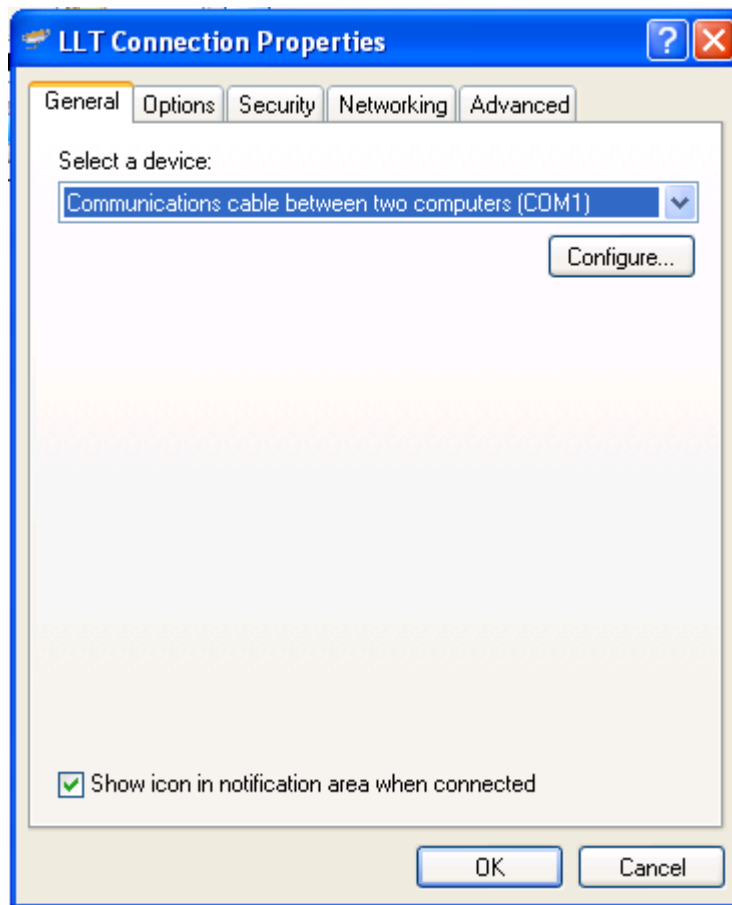 LLT Connection Properties
General Options Security Networking Advanced
Select a device:
Communications cable between two computers (COM1)
Configure...
Show icon in notification area when connected
OK Cancel